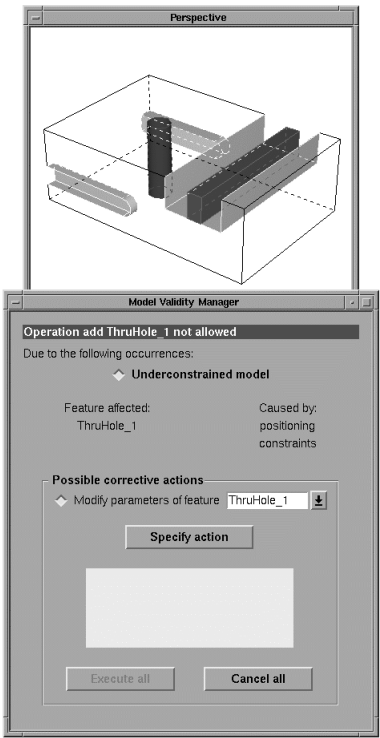 Perspective
Model Validity Manager
Operation add ThruHole_1 not allowed
Due to the following occurrences:
Underconstrained model
Feature affected:
ThruHole_1
Caused by:
positioning
constraints
Possible corrective actions
Modify parameters of feature ThruHole_1
Specify action
Execute all Cancel all